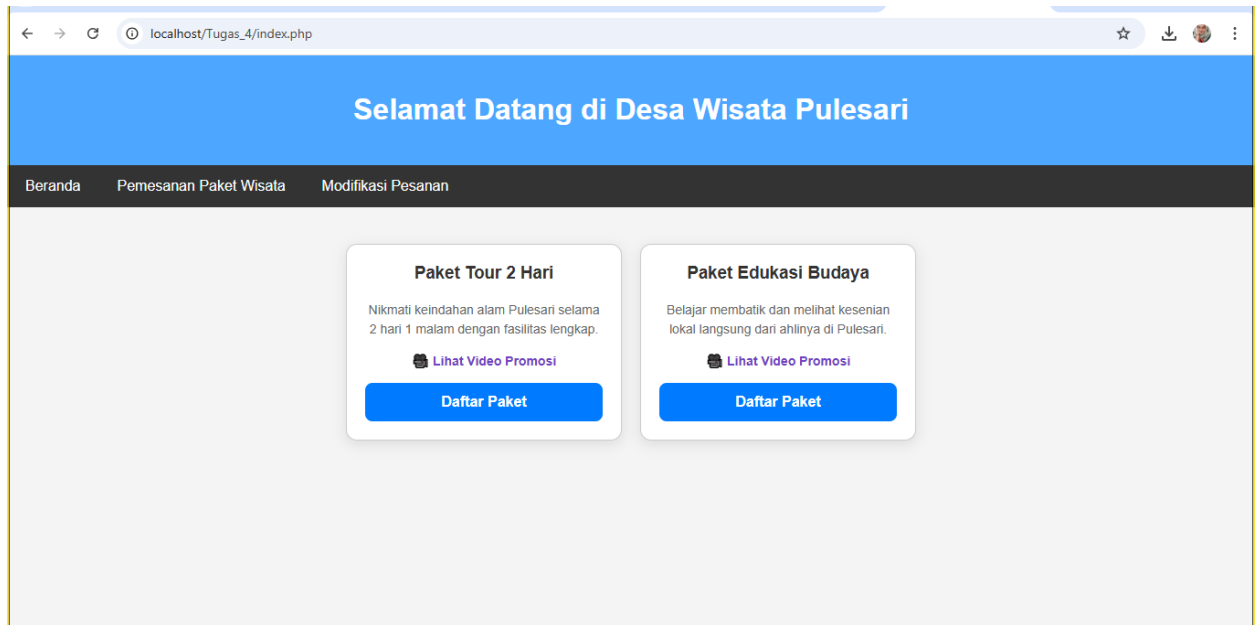 localhost/Tugas_4/index.php
Selamat Datang di Desa Wisata Pulesari
Beranda Pemesanan Paket Wisata Modifikasi Pesanan
Paket Tour 2 Hari
Nikmati keindahan alam Pulesari selama
2 hari 1 malam dengan fasilitas lengkap.
Lihat Video Promosi
Daftar Paket
Paket Edukasi Budaya
Belajar membatik dan melihat kesenian
lokal langsung dari ahlinya di Pulesari.
Lihat Video Promosi
Daftar Paket